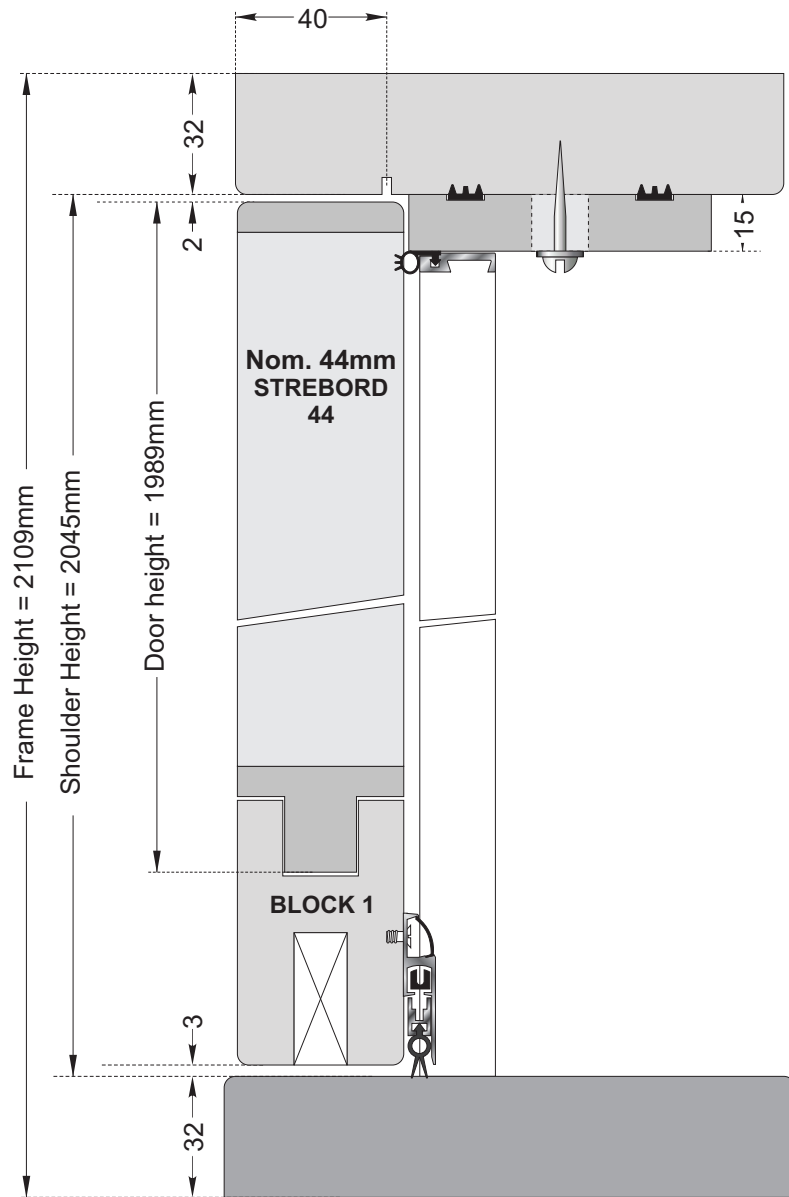 40
32
15
2
Nom. 44mm
STREBORD
44
Frame Height = 2109mm
Shoulder Height = 2045mm
Door height = 1989mm
BLOCK 1
3
32